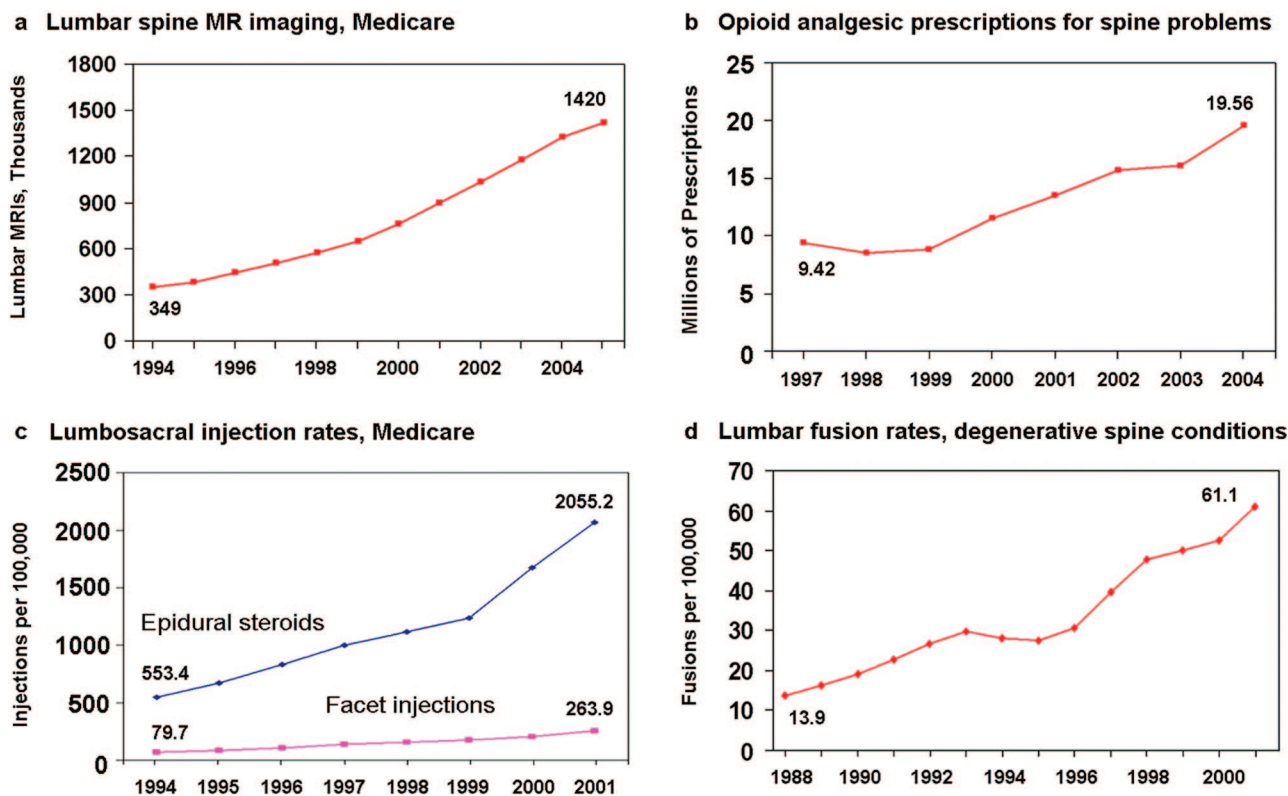 a Lumbar spine MR imaging, Medicare
Lumbar MRIs, Thousands
1800
1500
1200
900
600
300
0
349
1420
1994 1996 1998 2000 2002 2004
b Opioid analgesic prescriptions for spine problems
Millions of Prescriptions
25
20
15
10
5
0
9.42
19.56
1997 1998 1999 2000 2001 2002 2003 2004
c Lumbosacral injection rates, Medicare
Injections per 100,000
2500
2000
1500
1000
500
0
2055.2
Epidural steroids
553.4
Facet injections
79.7
263.9
1994 1995 1996 1997 1998 1999 2000 2001
d Lumbar fusion rates, degenerative spine conditions
Fusions per 100,000
70
60
50
40
30
20
10
0
61.1
13.9
1988 1990 1992 1994 1996 1998 2000